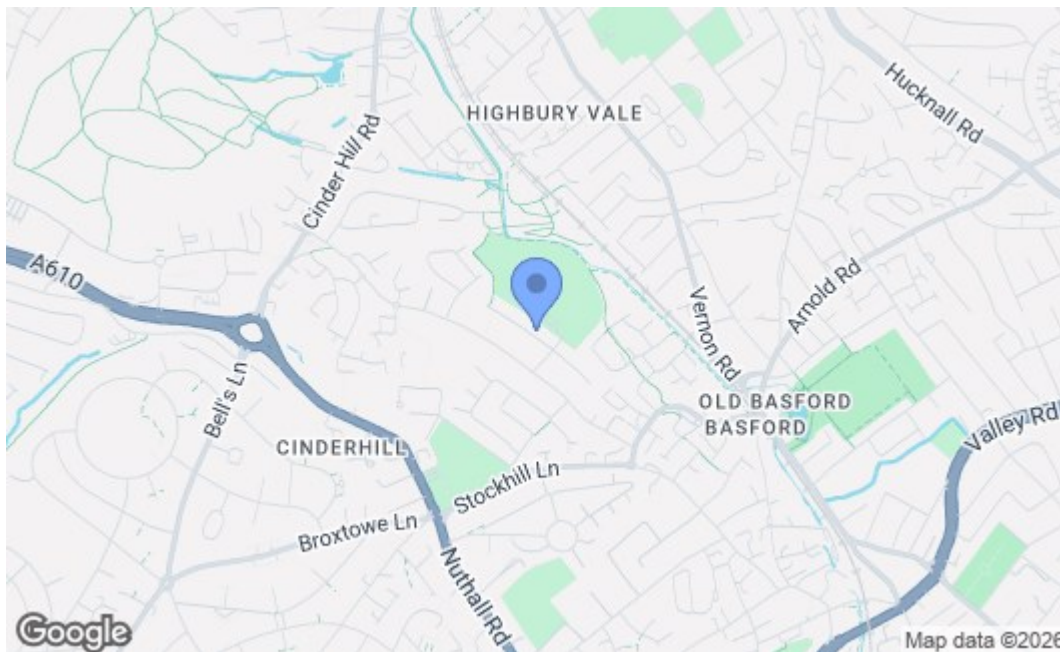 HIGHBURY VALE
Hucknall Rd
Cinder Hill Rd
A610
Arnold Rd
Vernon Rd
Bell's Ln
OLD BASFORD
BASFORD
Valley Rd
CINDERHILL
Stockhill Ln
Broxtowe Ln
Nuthall Rd
Google
Map data ©2026